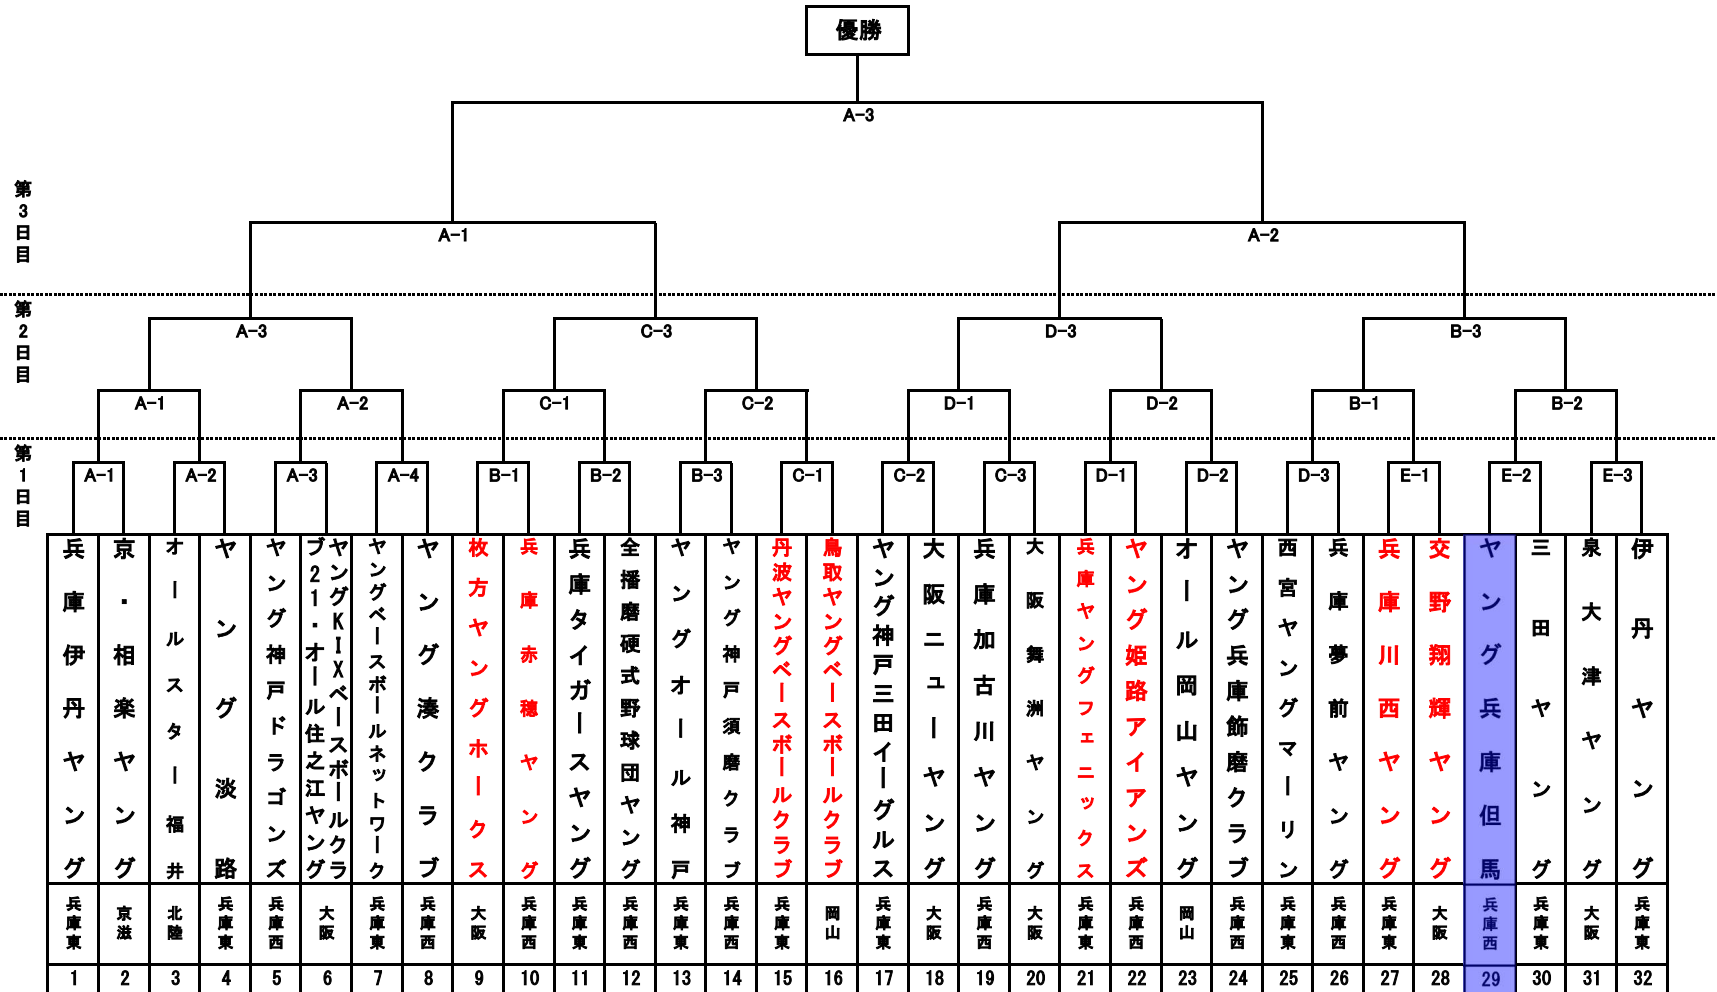 優勝
A-3
第3日目
A-1
A-2
第2日目
A-3
C-3
D-3
B-3
A-1
A-2
C-1
C-2
D-1
D-2
B-1
B-2
第1日目
A-1
A-2
A-3
A-4
B-1
B-2
B-3
C-1
C-2
C-3
D-1
D-2
D-3
E-1
E-2
E-3
兵庫伊丹ヤング
京・相楽ヤング
オールスター福井
ヤング淡路
ヤング神戸ドラゴンズ
ヤングKIXベースボールクラ
ブ21・オール住之江ヤング
ヤングベースボールネットワーク
ヤング湊クラブ
枚方ヤングホークス
兵庫赤穂ヤング
兵庫タイガースヤング
全播磨硬式野球団ヤング
ヤングオール神戸
ヤング神戸須磨クラブ
丹波ヤングベースボールクラブ
鳥取ヤングベースボールクラブ
ヤング神戸三田イーグルス
大阪ニューヤング
兵庫加古川ヤング
大阪舞洲ヤング
兵庫ヤングフェニックス
ヤング姫路アイアンズ
オール岡山ヤング
ヤング兵庫飾磨クラブ
西宮ヤングマーリン
兵庫夢前ヤング
兵庫川西ヤング
交野翔輝ヤング
ヤング兵庫但馬
三田ヤング
泉大津ヤング
伊丹ヤング
兵庫東
京滋
北陸
兵庫東
兵庫西
大阪
兵庫東
兵庫西
大阪
兵庫西
兵庫東
兵庫西
兵庫東
兵庫西
兵庫東
岡山
兵庫東
大阪
兵庫東
大阪
兵庫東
兵庫西
岡山
兵庫西
兵庫東
兵庫西
兵庫東
大阪
兵庫西
兵庫東
大阪
兵庫東
1
2
3
4
5
6
7
8
9
10
11
12
13
14
15
16
17
18
19
20
21
22
23
24
25
26
27
28
29
30
31
32